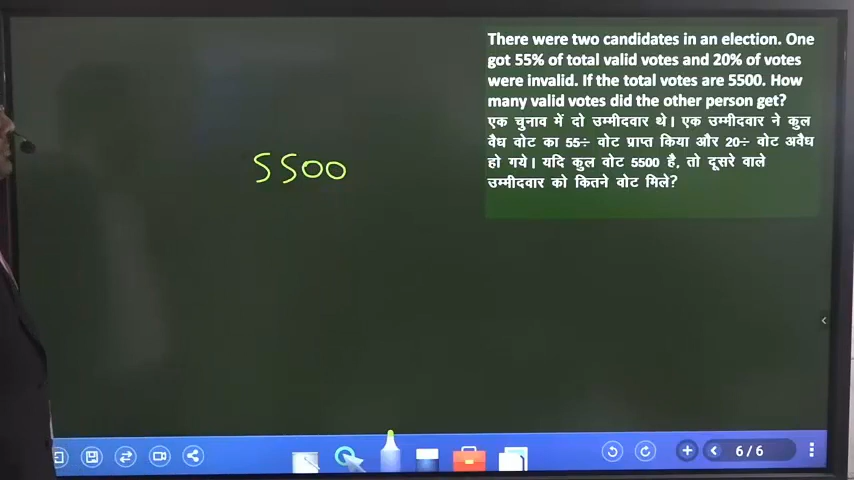 There were two candidates in an election. One
got 55% of total valid votes and 20% of votes
were invalid. If the total votes are 5500. How
many valid votes did the other person get?
एक चुनाव में दो उम्मीदवार थे। एक उम्मीदवार ने कुल
वैध वोट का 55÷ वोट प्राप्त किया और 20÷ वोट अवैध
हो गये। यदि कुल वोट 5500 है, तो दूसरे वाले
उम्मीदवार को कितने वोट मिले?
5500
6/6